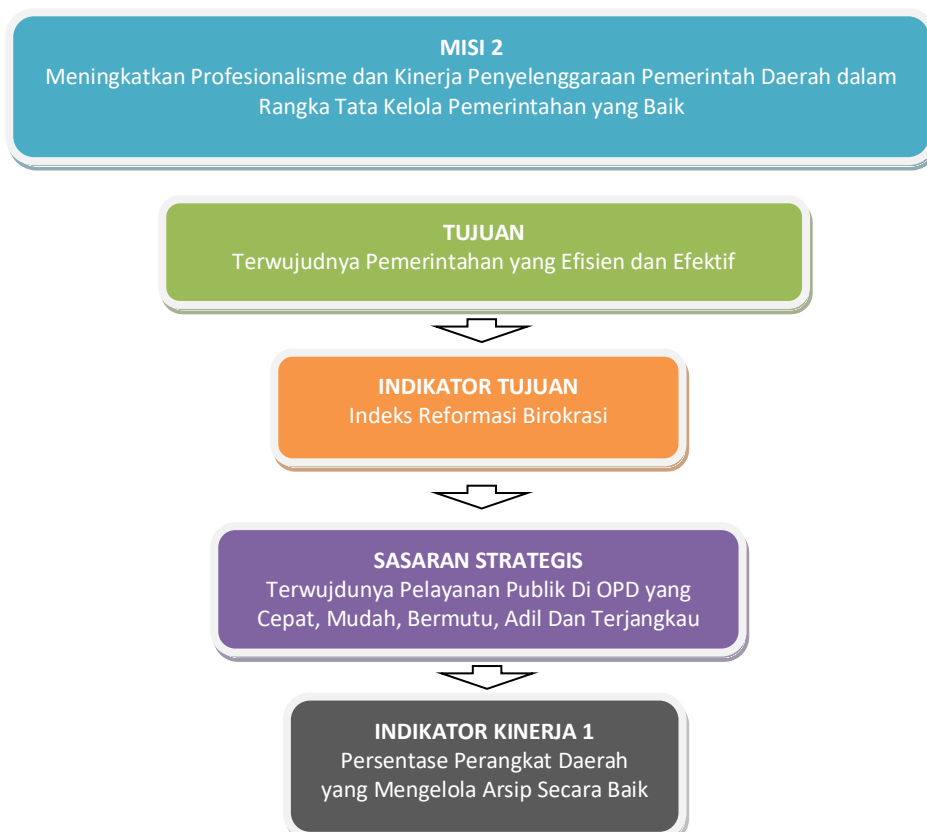 MISI 2
Meningkatkan Profesionalisme dan Kinerja Penyelenggaraan Pemerintah Daerah dalam
Rangka Tata Kelola Pemerintahan yang Baik
TUJUAN
Terwujudnya Pemerintahan yang Efisien dan Efektif
INDIKATOR TUJUAN
Indeks Reformasi Birokrasi
SASARAN STRATEGIS
Terwujdunya Pelayanan Publik Di OPD yang
Cepat, Mudah, Bermutu, Adil Dan Terjangkau
INDIKATOR KINERJA 1
Persentase Perangkat Daerah
yang Mengelola Arsip Secara Baik